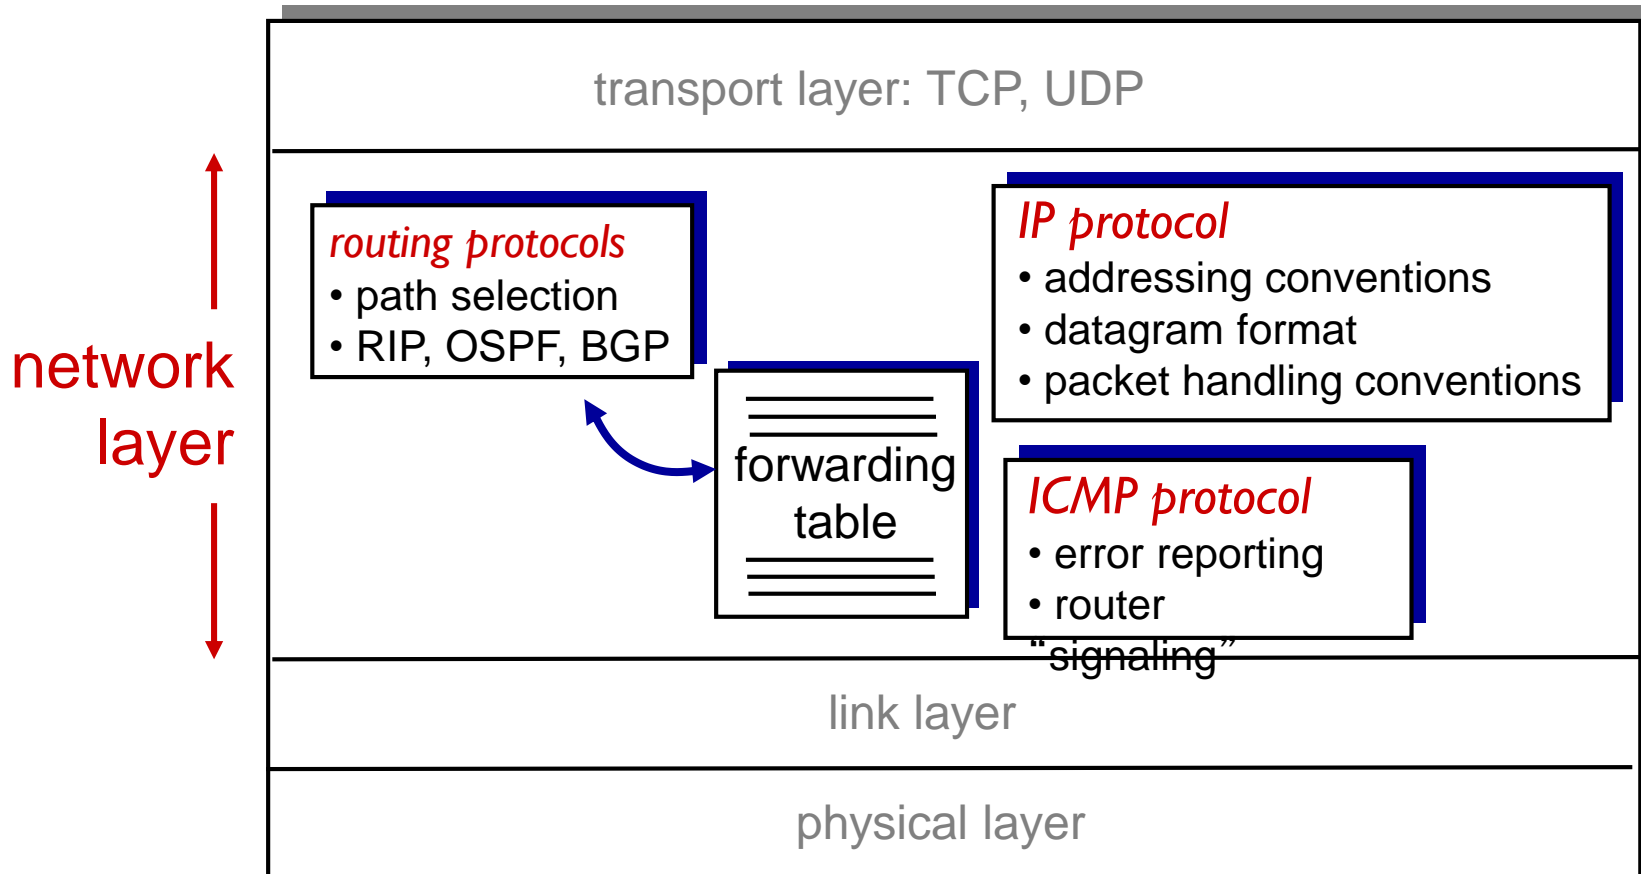 transport layer: TCP, UDP
network
layer
routing protocols
• path selection
• RIP, OSPF, BGP
forwarding
table
IP protocol
• addressing conventions
• datagram format
• packet handling conventions
ICMP protocol
• error reporting
• router
“signaling”
link layer
physical layer